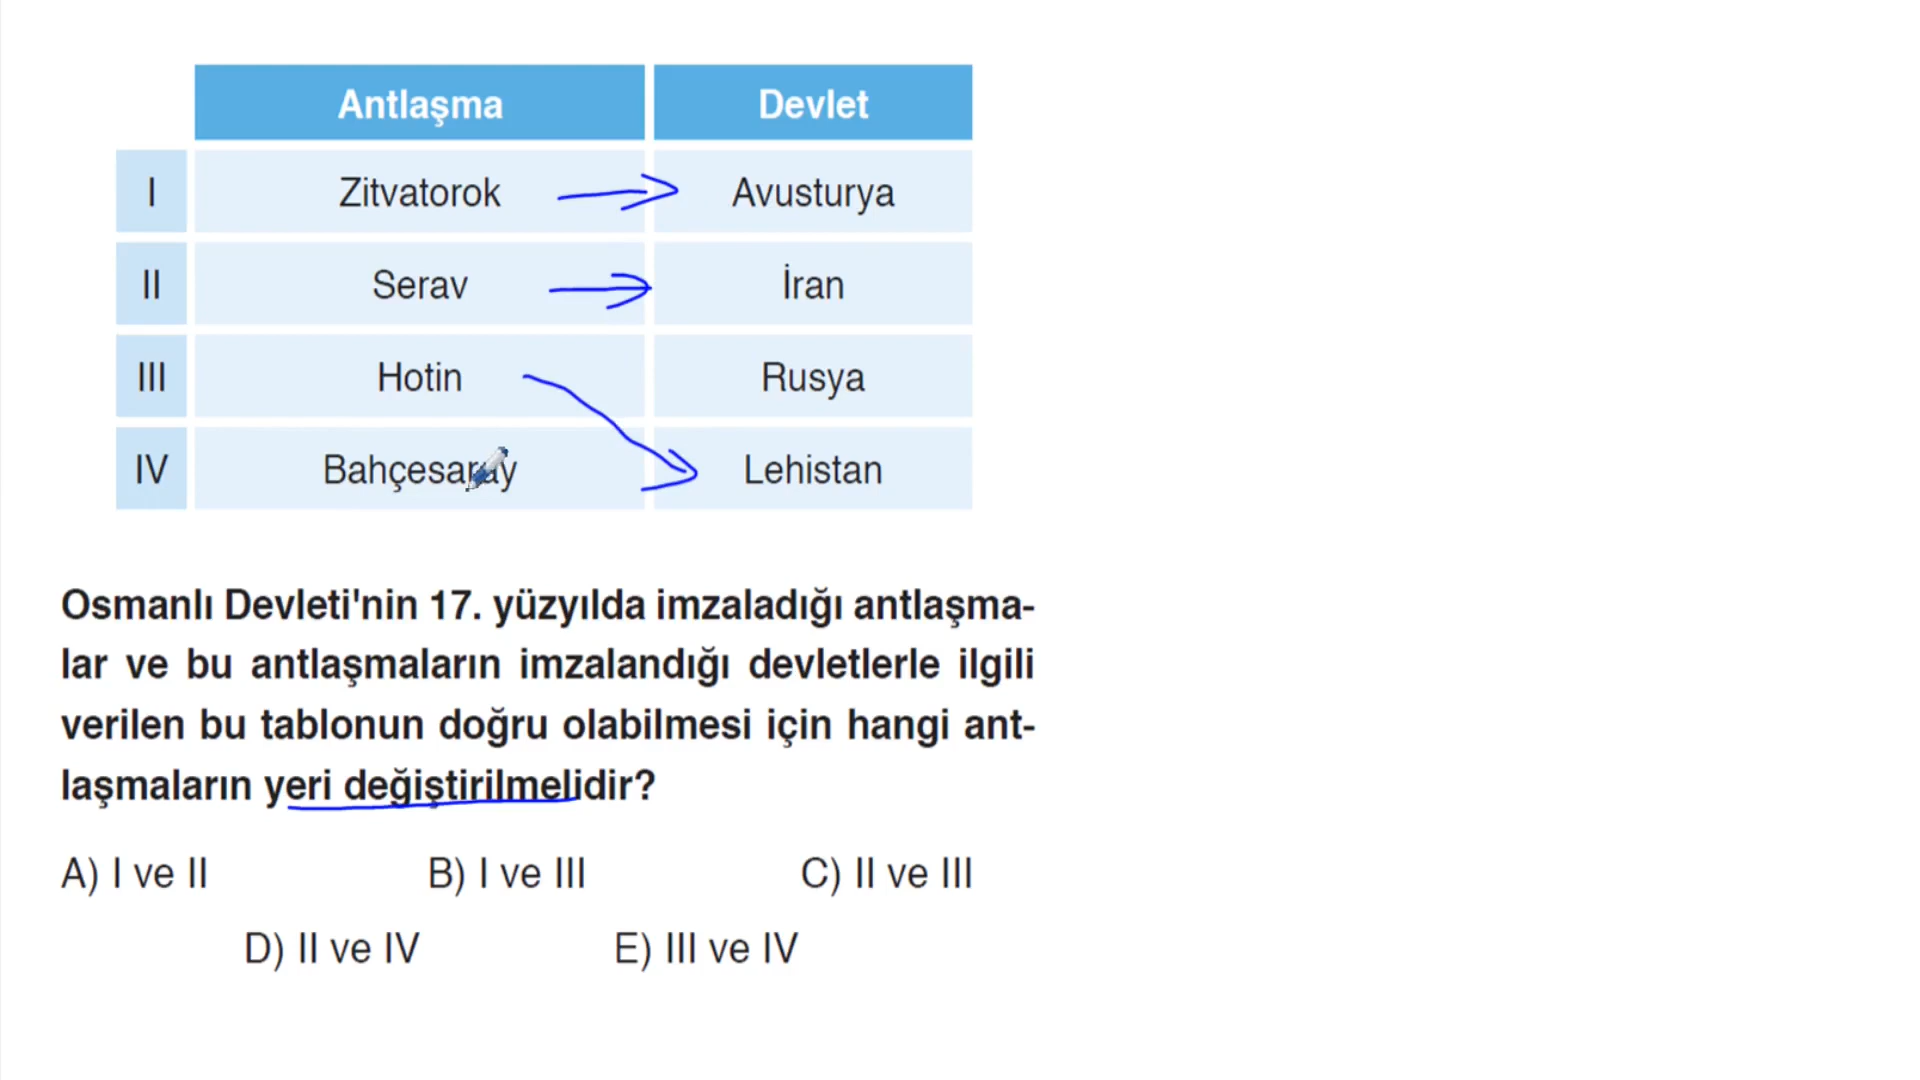 Antlaşma Devlet
I Zitvatorok Avusturya
II Serav İran
III Hotin Rusya
IV Bahçesaray Lehistan
Osmanlı Devleti'nin 17. yüzyılda imzaladığı antlaşma-
lar ve bu antlaşmaların imzalandığı devletlerle ilgili
verilen bu tablonun doğru olabilmesi için hangi ant-
laşmaların yeri değiştirilmelidir?
A) I ve II B) I ve III C) II ve III
D) II ve IV E) III ve IV